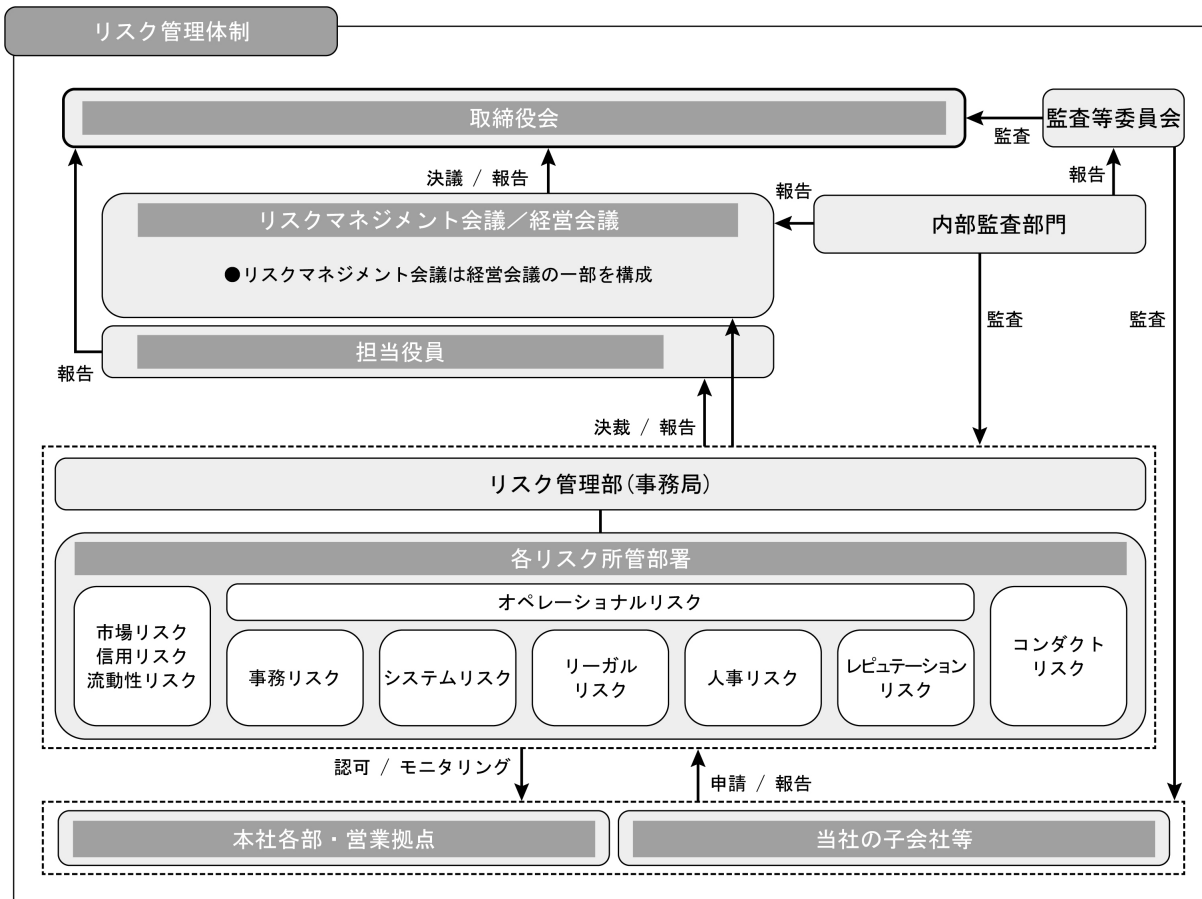 リスク管理体制
取締役会
監査等委員会
監査
決議 / 報告
報告
報告
リスクマネジメント会議／経営会議
内部監査部門
●リスクマネジメント会議は経営会議の一部を構成
監査
監査
担当役員
報告
決裁 / 報告
リスク管理部(事務局)
各リスク所管部署
オペレーショナルリスク
市場リスク
信用リスク
流動性リスク
事務リスク
システムリスク
リーガル
リスク
人事リスク
レピュテーション
リスク
コンダクト
リスク
認可 / モニタリング
申請 / 報告
本社各部・営業拠点
当社の子会社等